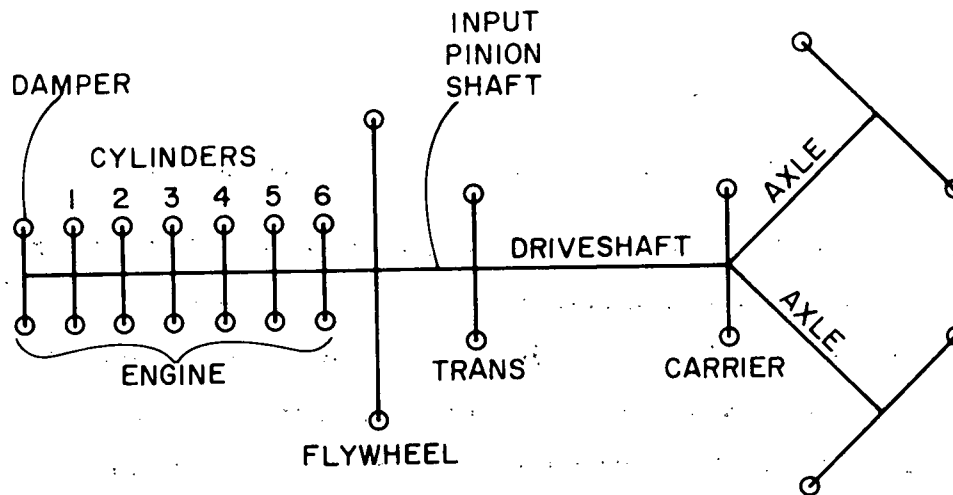 INPUT
PINION
SHAFT
DAMPER
CYLINDERS
1 2 3 4 5 6
AXLE
DRIVESHAFT
AXLE
ENGINE
TRANS
CARRIER
FLYWHEEL